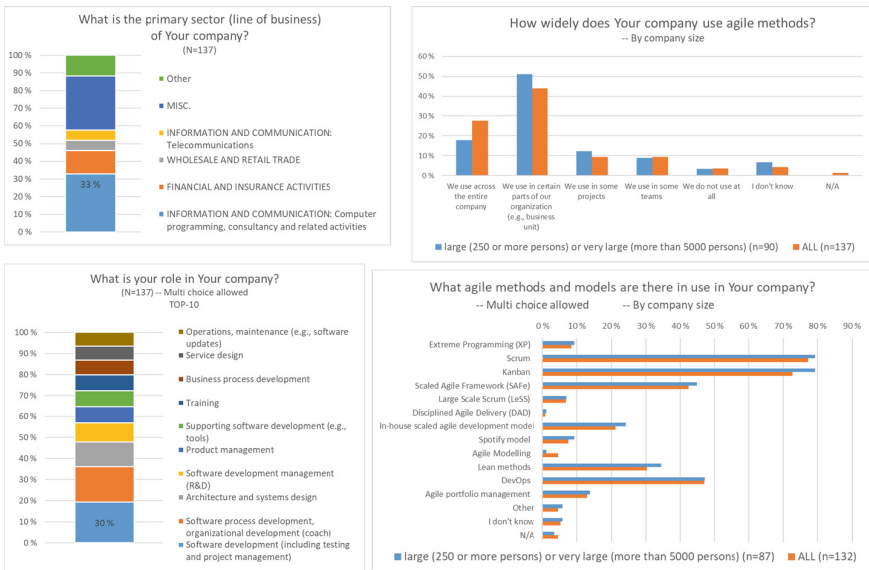 What is the primary sector (line of business)
of Your company?
(N=137)
100 %
90 %
80 %
70 %
60 %
50 %
40 %
30 %
20 %
10 %
0 %
33 %
Other
MISC.
INFORMATION AND COMMUNICATION:
Telecommunications
WHOLESALE AND RETAIL TRADE
FINANCIAL AND INSURANCE ACTIVITIES
INFORMATION AND COMMUNICATION: Computer
programming, consultancy and related activities
How widely does Your company use agile methods?
-- By company size
60 %
50 %
40 %
30 %
20 %
10 %
0 %
We use across
the entire
company
We use in certain
parts of our
organization
(e.g., business
unit)
We use in some
projects
We use in some
teams
We do not use at
all
I don't know
N/A
large (250 or more persons) or very large (more than 5000 persons) (n=90)
ALL (n=137)
What is your role in Your company?
(N=137) -- Multi choice allowed
TOP-10
100 %
90 %
80 %
70 %
60 %
50 %
40 %
30 %
20 %
10 %
0 %
30 %
Operations, maintenance (e.g., software
updates)
Service design
Business process development
Training
Supporting software development (e.g.,
tools)
Product management
Software development management
(R&D)
Architecture and systems design
Software process development,
organizational development (coach)
Software development (including testing
and project management)
What agile methods and models are there in use in Your company?
-- Multi choice allowed -- By company size
0 % 10 % 20 % 30 % 40 % 50 % 60 % 70 % 80 % 90 %
Extreme Programming (XP)
Scrum
Kanban
Scaled Agile Framework (SAFe)
Large Scale Scrum (LeSS)
Disciplined Agile Delivery (DAD)
In-house scaled agile development model
Spotify model
Agile Modelling
Lean methods
DevOps
Agile portfolio management
Other
I don't know
N/A
large (250 or more persons) or very large (more than 5000 persons) (n=87)
ALL (n=132)